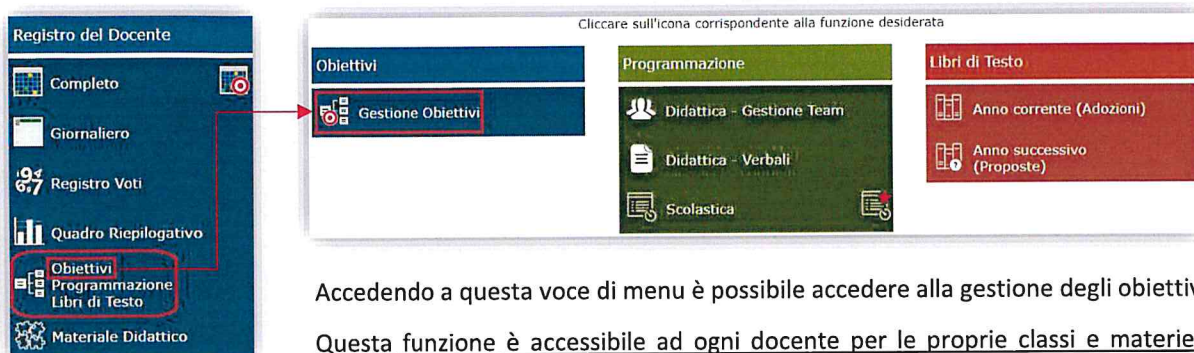 Registro del Docente
Completo
Giornaliero
Registro Voti
Quadro Riepilogativo
Obiettivi
Programmazione
Libri di Testo
Materiale Didattico
Cliccare sull'icona corrispondente alla funzione desiderata
Obiettivi
Gestione Obiettivi
Programmazione
Didattica - Gestione Team
Didattica - Verbali
Scolastica
Libri di Testo
Anno corrente (Adozioni)
Anno successivo
(Proposte)
Accedendo a questa voce di menu è possibile accedere alla gestione degli obiettiv
Questa funzione è accessibile ad ogni docente per le proprie classi e materie